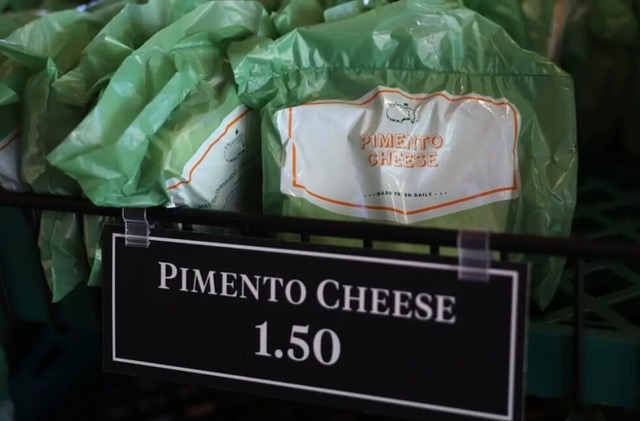 PIMENTO
CHEESE
• • • MADE FRESH DAILY • • •
PIMENTO CHEESE
1.50